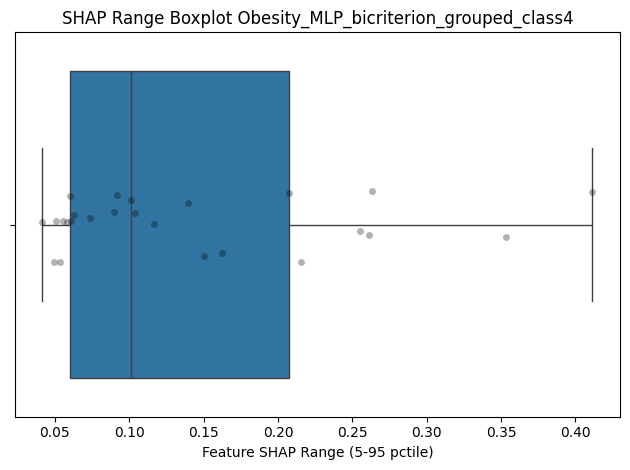 SHAP Range Boxplot Obesity_MLP_bicriterion_grouped_class4
0.05 0.10 0.15 0.20 0.25 0.30 0.35 0.40
Feature SHAP Range (5-95 pctile)